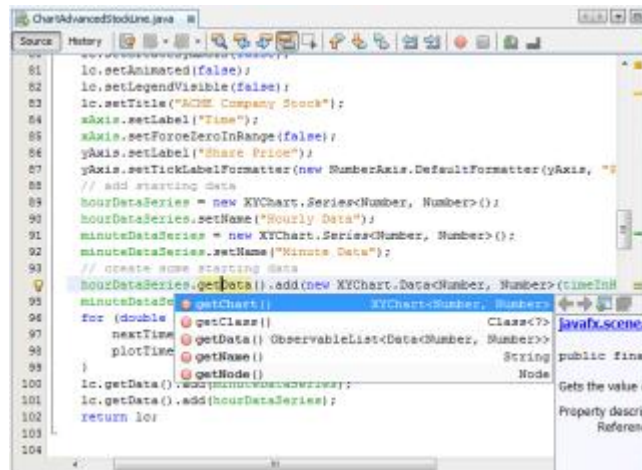 ChartAdvancedStockLine.java
Source History
81 lc.setAnimated(false);
82 lc.setLegendVisible(false);
83 lc.setTitle("ACME Company Stock");
84 xAxis.setLabel("Time");
85 xAxis.setForceZeroInRange(false);
86 yAxis.setLabel("Share Price");
87 yAxis.setTickLabelFormatter(new NumberAxis.DefaultFormatter(yAxis,
88 // add starting data
89 hourDataSeries = new XYChart.Series<Number, Number>();
90 hourDataSeries.setName("Hourly Data");
91 minuteDataSeries = new XYChart.Series<Number, Number>();
92 minuteDataSeries.setName("Minute Data");
93 // create some starting data
hourDataSeries.getData().add(new XYChart.Data<Number, Number>(timeInH
95 minuteDataSe
getChart() XYChart<Number, Number>
96 for (double
getClass() Class<?>
javafx.scene.
97 nextTime
getData() ObservableList<Data<Number, Number>>
98 plotTime
getName() String
public fina
99 }
getNode() Node
100 lc.getData().add(minuteDataSeries);
Gets the value
101 lc.getData().add(hourDataSeries);
Property descri
102 return lc;
Referen
103
104